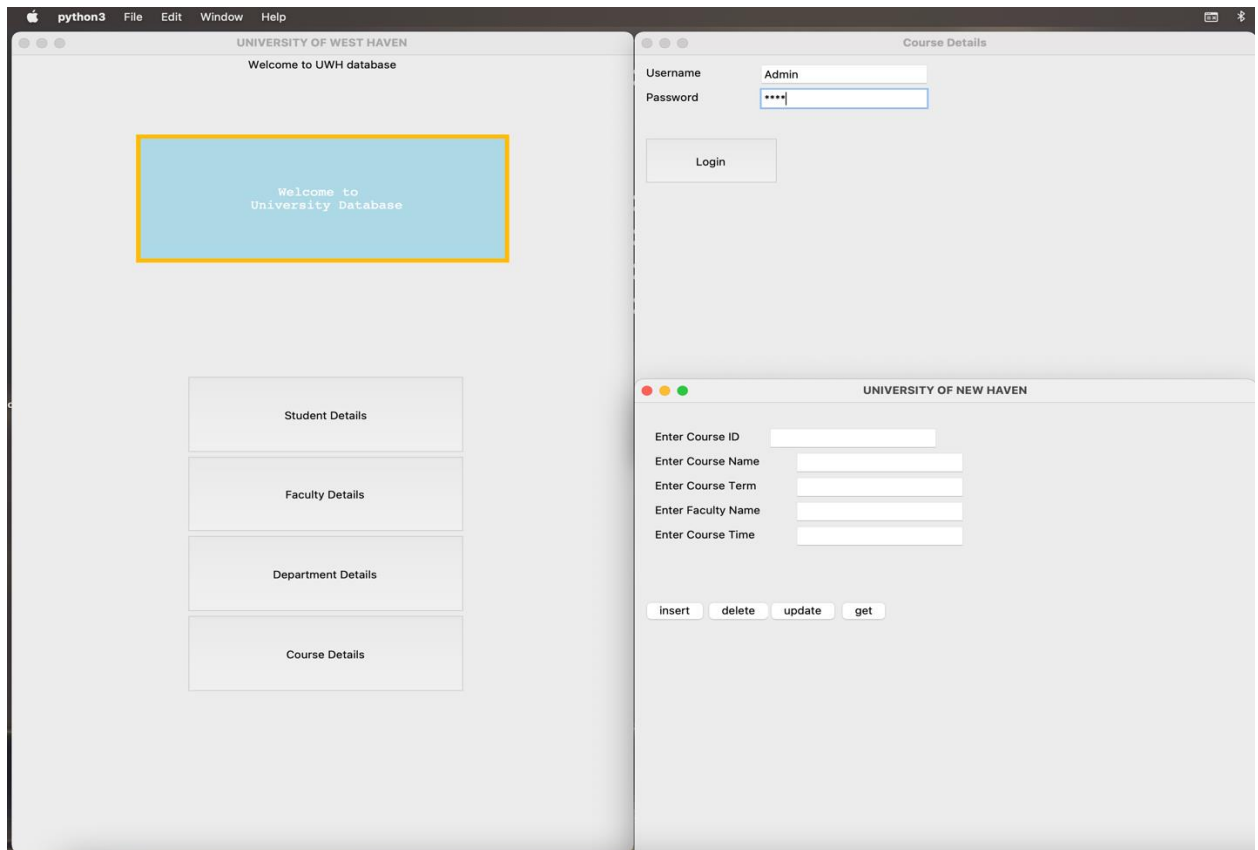 python3 File Edit Window Help
UNIVERSITY OF WEST HAVEN
Welcome to UWH database
Welcome to
University Database
Student Details
Faculty Details
Department Details
Course Details
Course Details
Username Admin
Password ••••
Login
UNIVERSITY OF NEW HAVEN
Enter Course ID
Enter Course Name
Enter Course Term
Enter Faculty Name
Enter Course Time
insert delete update get